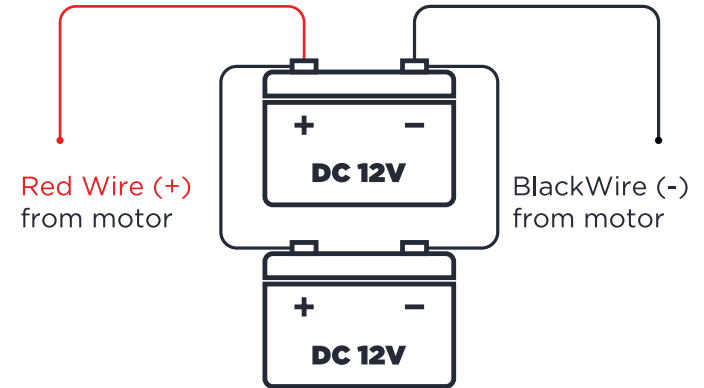 + −
DC 12V
Red Wire (+)
from motor
BlackWire (-)
from motor
+ −
DC 12V